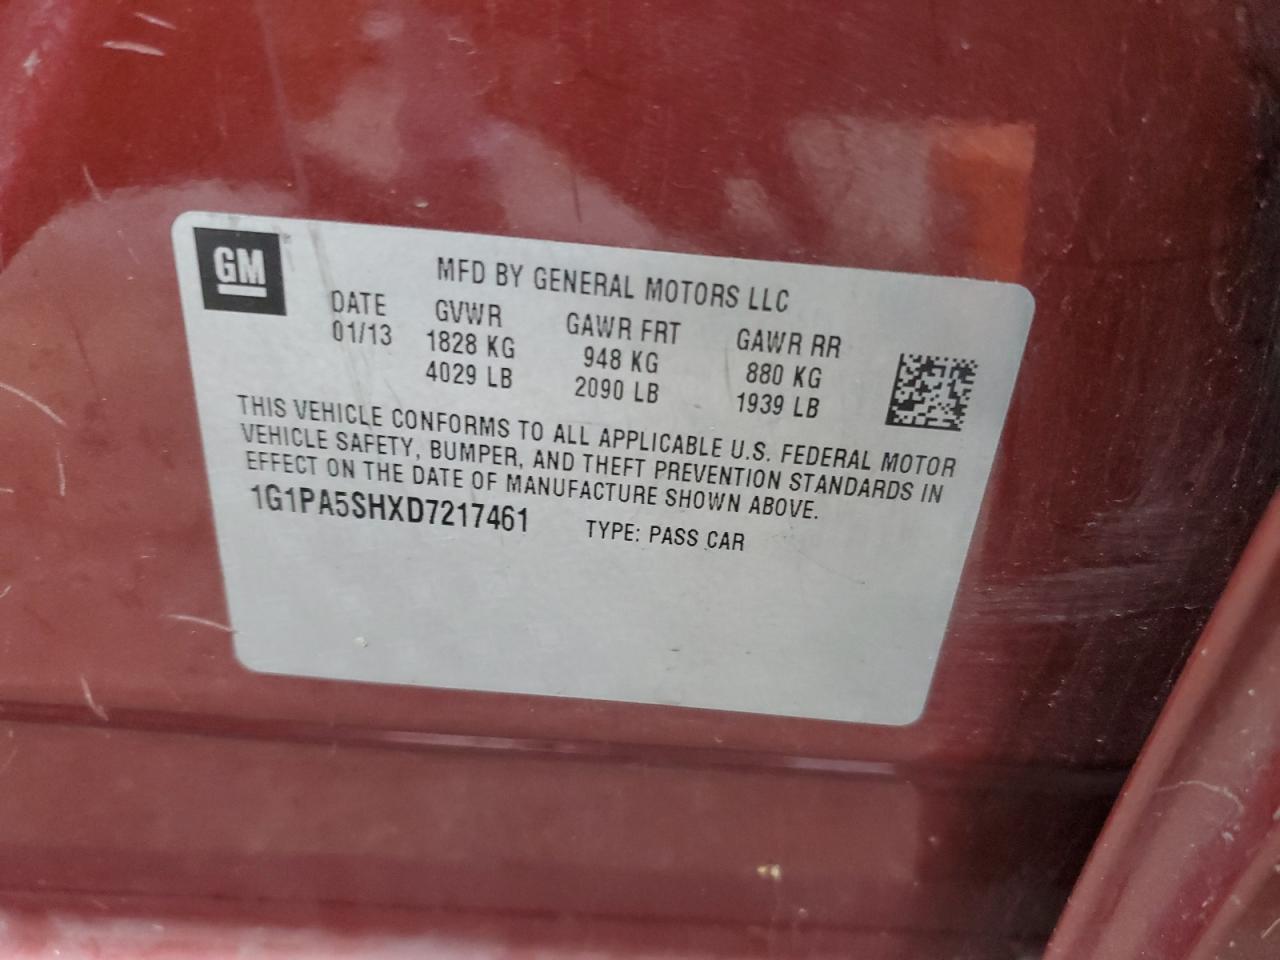 GM
MFD BY GENERAL MOTORS LLC
DATE GVWR GAWR FRT GAWR RR
01/13 1828 KG 948 KG 880 KG
4029 LB 2090 LB 1939 LB
THIS VEHICLE CONFORMS TO ALL APPLICABLE U.S. FEDERAL MOTOR
VEHICLE SAFETY, BUMPER, AND THEFT PREVENTION STANDARDS IN
EFFECT ON THE DATE OF MANUFACTURE SHOWN ABOVE.
1G1PA5SHXD7217461 TYPE: PASS CAR